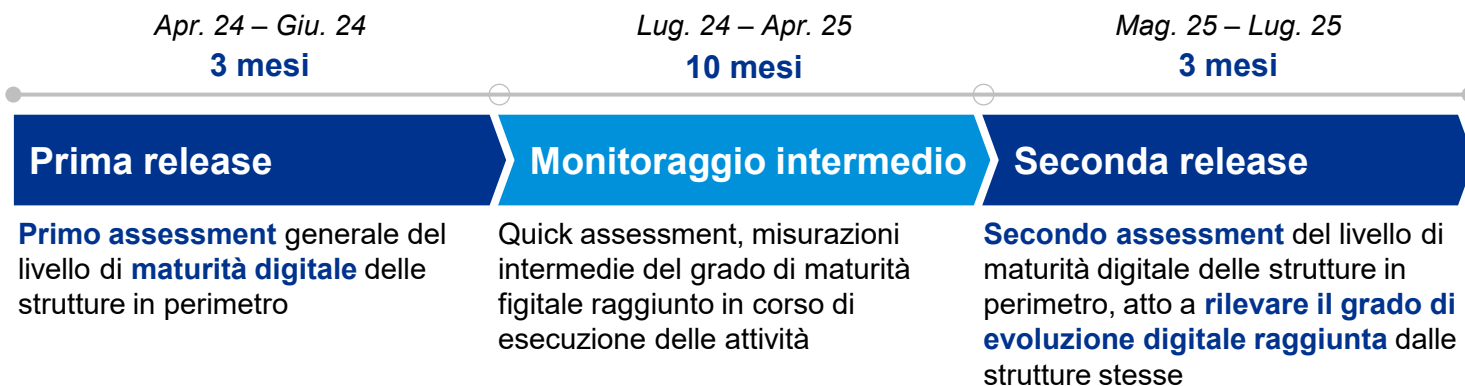 Apr. 24 – Giu. 24
3 mesi
Lug. 24 – Apr. 25
10 mesi
Mag. 25 – Lug. 25
3 mesi
Prima release
Monitoraggio intermedio
Seconda release
Primo assessment generale del
livello di maturità digitale delle
strutture in perimetro
Quick assessment, misurazioni
intermedie del grado di maturità
figitale raggiunto in corso di
esecuzione delle attività
Secondo assessment del livello di
maturità digitale delle strutture in
perimetro, atto a rilevare il grado di
evoluzione digitale raggiunta dalle
strutture stesse